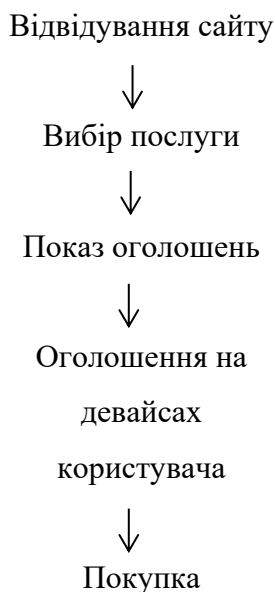 Відвідування сайту
Вибір послуги
Показ оголошень
Оголошення на
девайсах
користувача
Покупка